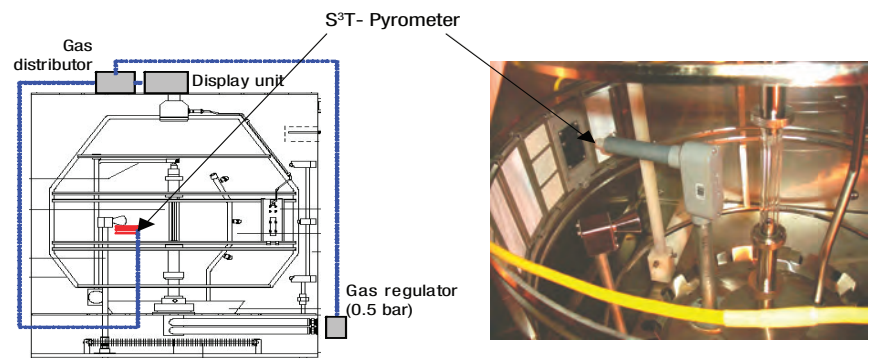 S³T- Pyrometer
Gas
distributor
Display unit
Gas regulator
(0.5 bar)